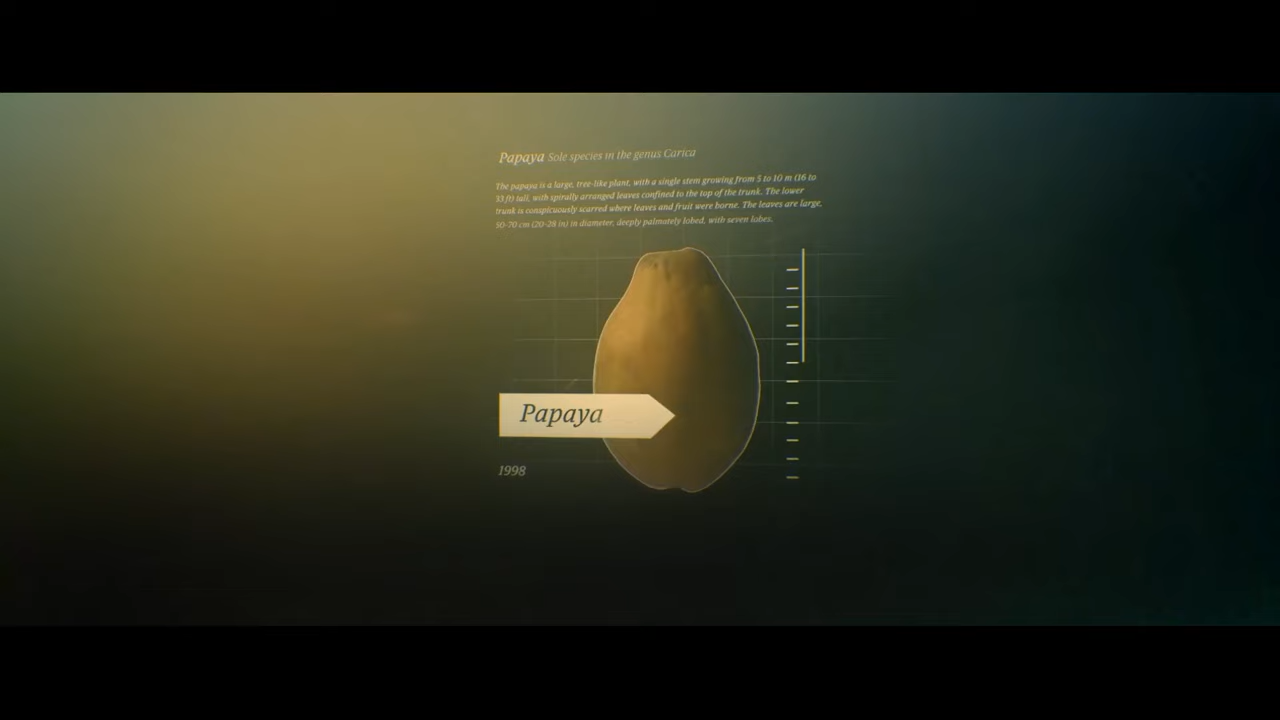 Papaya Sole species in the genus Carica
The papaya is a large, tree-like plant, with a single stem growing from 5 to 10 m (16 to
33 ft) tall, with spirally arranged leaves confined to the top of the trunk. The lower
trunk is conspicuously scarred where leaves and fruit were borne. The leaves are large,
50-70 cm (20-28 in) in diameter, deeply palmately lobed, with seven lobes.
Papaya
1998